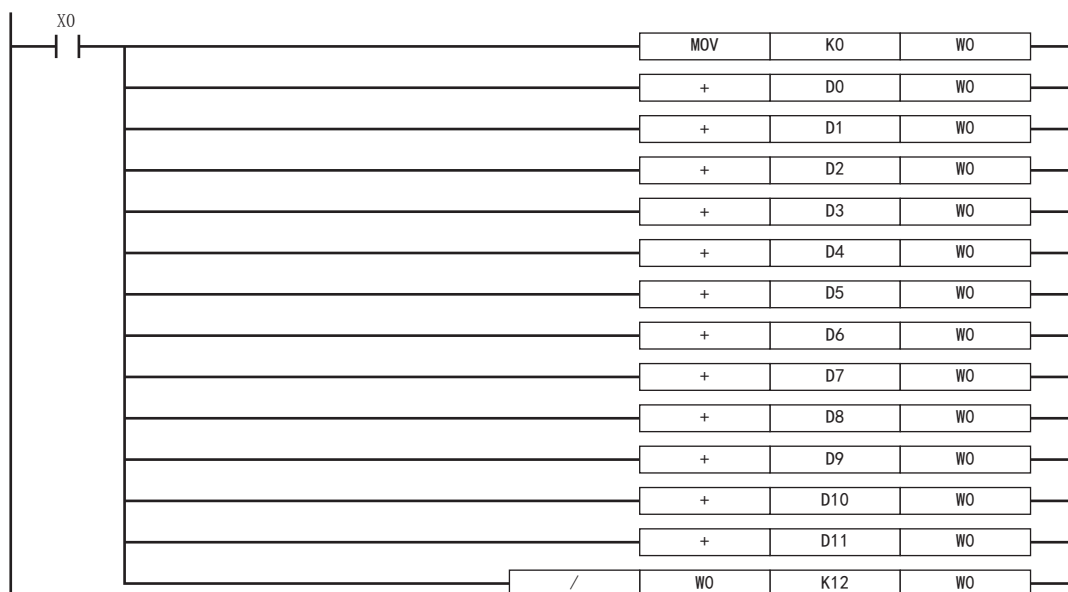 X0
MOV K0 W0
+ D0 W0
+ D1 W0
+ D2 W0
+ D3 W0
+ D4 W0
+ D5 W0
+ D6 W0
+ D7 W0
+ D8 W0
+ D9 W0
+ D10 W0
+ D11 W0
/ W0 K12 W0